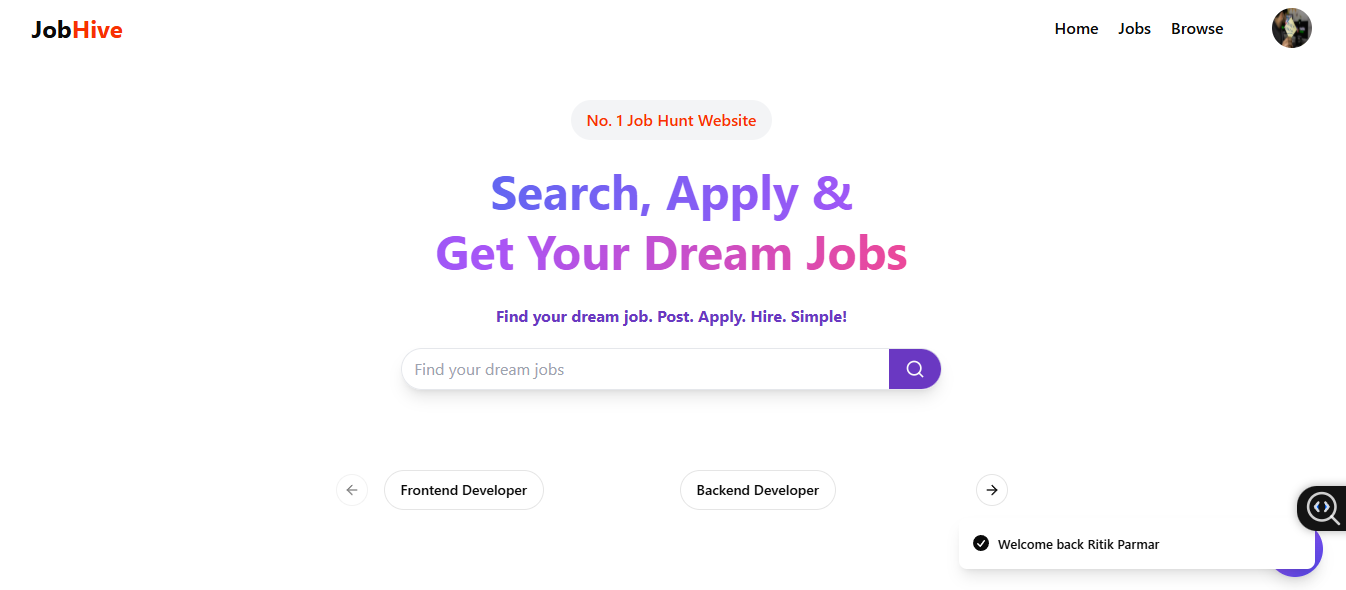 JobHive
Home Jobs Browse
No. 1 Job Hunt Website
Search, Apply &
Get Your Dream Jobs
Find your dream job. Post. Apply. Hire. Simple!
Find your dream jobs
Frontend Developer Backend Developer
Welcome back Ritik Parmar